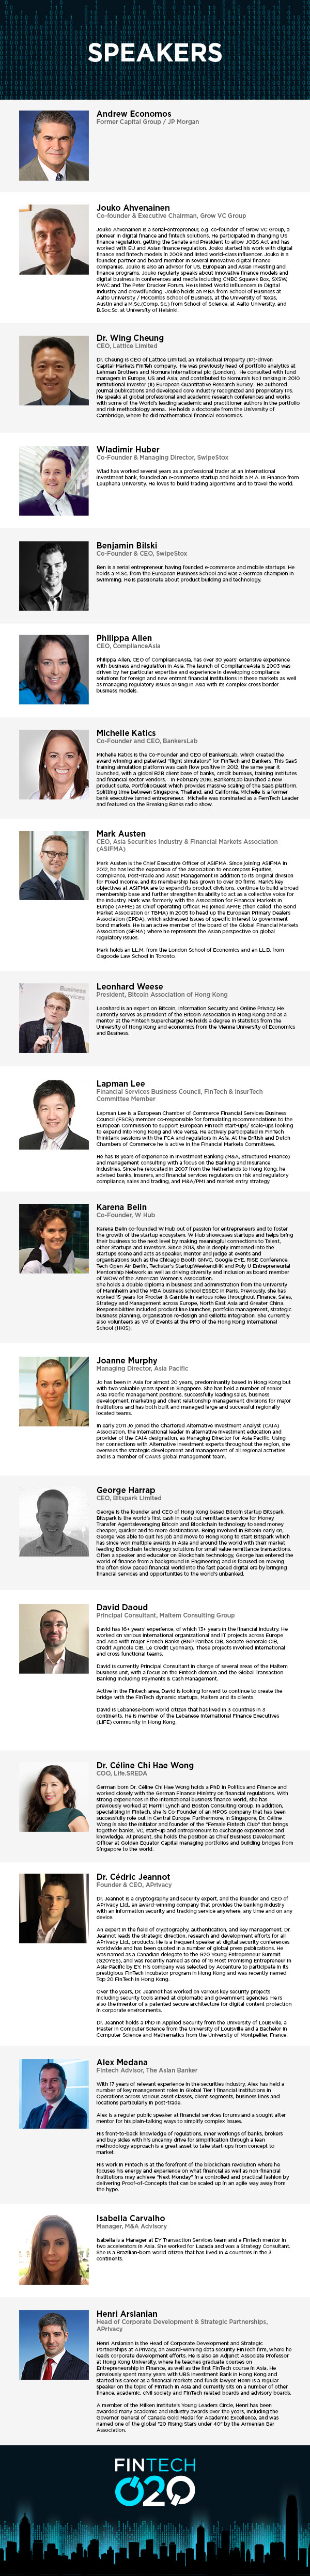 SPEAKERS
Andrew Economos
Former Capital Group / JP Morgan
Jouko Ahvenainen
Co-founder & Executive Chairman, Grow VC Group
Jouko Ahvenainen is a serial-entrepreneur, e.g. co-founder of Grow VC Group, a
pioneer in digital finance and fintech solutions. He participated in changing US
finance regulation, getting the Senate and President to allow JOBS Act and has
worked with EU and Asian finance regulation. Jouko started his work with digital
finance and fintech models in 2008 and listed world-class influencer. Jouko is a
founder, partner and board member in several innovative digital finance
companies. Jouko is also an advisor for US, European and Asian investing and
finance programs. Jouko regularly speaks about innovative finance models and
digital business in conferences and media, including CNBC Squawk Box, SXSW,
MWC and The Peter Drucker Forum. He is listed World Influencers in Digital
Industry and crowdfunding. Jouko holds an MBA from School of Business at
Aalto University / McCombs School of Business, at the University of Texas,
Austin and a M.Sc.(Comp. Sc.) from School of Science, at Aalto University, and
B.Soc.Sc. at University of Helsinki.
Dr. Wing Cheung
CEO, Lattice Limited
Dr. Cheung is CEO of Lattice Limited, an Intellectual Property (IP)-driven
Capital-Markets FinTech company. He was previously head of portfolio analytics at
Lehman Brothers and Nomura International plc (London). He consulted with fund
managers in Europe, US and Asia; and contributed to Nomura's No.1 ranking in 2010
Institutional Investor (II) European Quantitative Research Survey. He authored
several publications and developed some industry recognized and proprietary IPs.
He speaks at global professional and academic research conferences and works
with some of the World's leading academic and practitioner authors in the portfolio
and risk methodology arena. He holds a doctorate from the University of
Cambridge, where he did mathematical financial economics.
Wladimir Huber
Co-Founder & Managing Director, SwipeStox
Wlad has worked several years as a professional trader at an international
investment bank, founded an e-commerce startup and holds a M.A. in Finance from
Leuphana University. He loves to build trading algorithms and to travel the world.
Benjamin Bilski
Co-Founder & CEO, SwipeStox
Ben is a serial entrepreneur, having founded e-commerce and mobile startups. He
holds a M.Sc. from the European Business School and was a German champion in
swimming. He is passionate about product building and technology.
Philippa Allen
CEO, ComplianceAsia
Philippa Allen, CEO of ComplianceAsia, has over 30 years' extensive experience
with business and regulation in Asia. The launch of ComplianceAsia in 2003 was
driven by her particular expertise and experience in developing compliance
solutions for foreign and new entrant financial institutions in these markets as well
as managing regulatory issues arising in Asia with its complex cross border
business models.
Michelle Katics
Co-Founder and CEO, BankersLab
Michelle Katics is the Co-Founder and CEO of BankersLab, which created the
award winning and patented "flight simulators" for FinTech and Bankers. This SaaS
training simulation platform was revenue-positive in 2012, the same year it
launched, with a global B2B client base of banks, credit bureaus, training institutes
and financial sector vendors. In February 2016, BankersLab launched a new
product suite, PortfolioQuest which provides massive scaling of the SaaS platform.
Splitting time between Singapore, Thailand, and California, Michelle is a former
bank executive turned entrepreneur. Michelle was nominated as a FemTech Leader
and features on the Breaking Banks radio show.
Mark Austen
CEO, Asia Securities Industry & Financial Markets Association
(ASIFMA)
Mark Austen is the Chief Executive Officer of ASIFMA. Since joining ASIFMA in
2012, he has led the expansion of the association to encompass Equities,
Compliance, Post-Trade and Asset Management in addition to its original division
of Fixed Income and more than doubled its members to over 80 firms. Mark's key
objectives at ASIFMA are to expand its product divisions, continue to build a broad
membership base and further strengthen its ability to act as a collective voice for
the industry. Mark was formerly with the Association for Financial Markets in
Europe (AFME) as Chief Operating Officer. He joined AFME (then called The Bond
Market Association or TBMA) in 2005 to head up the European Primary Dealers
Association (EPDA), which addressed issues of specific interest to government
bond markets. He is an active member of the Board of the Global Financial Markets
Association (GFMA) where he represents the Asian perspective on global
regulatory issues.
Mark holds an LL.M. from the London School of Economics and an LL.B. from
Osgoode Law School in Toronto.
Leonhard Weese
President, Bitcoin Association of Hong Kong
Leonhard is an expert on Bitcoin, Information Security and Online Privacy. He
currently serves as president of the Bitcoin Association in Hong Kong and as a
mentor at the Fintech Supercharger. He holds a degree in statistics from the
University of Hong Kong and economics from the Vienna University of Economics
and Business.
Lapman Lee
Financial Services Business Council, FinTech & InsurTech
Committee Member
Lapman Lee is a European Chamber of Commerce Financial Services Business
Council (FSCB) member co-responsible for formulating recommendations to the
European Commission to support European FinTech start-ups/ scale-ups looking
to expand into Hong Kong and vice versa. He actively participated in FinTech
thinktank sessions with the FCA and regulators in Asia. At the British and Dutch
Chambers of Commerce he is active in the Financial Markets Committees.
He has 18 years of experience in Investment Banking (M&A, Structured Finance)
and management consulting with a focus on the Banking and Insurance
industries. Since he relocated in 2007 from the Netherlands to Hong Kong, he
advised banks, insurers, asset managers and regulators on risk and regulatory
compliance, sales and trading, and M&A/PMI and market entry strategy.
Karena Belin
Co-Founder, W Hub
Karena Belin co-founded W Hub out of passion for entrepreneurs and to foster
the growth of the startup ecosystem. W Hub showcases startups and helps bring
their business to the next level by making meaningful connections to Talent,
other Startups and Investors. Since 2013, she is deeply immersed into the
startups scene and acts as speaker, mentor and judge at events and
organisations such as the Chicago Booth GNVC, Google EYE, RISE Conference,
Tech Open Air Berlin, Techstar's StartupWeekendHK and Poly U Entrepreneurial
Mentorship Network as well as driving diversity and inclusion as board member
of WOW of the American Women's Association.
She holds a double diploma in business and administration from the University
of Mannheim and the MBA business school ESSEC in Paris. Previously, she has
worked 15 years for Procter & Gamble in various roles throughout Finance, Sales,
Strategy and Management across Europe, North East Asia and Greater China.
Responsibilities included product line launches, portfolio management, strategic
business planning, organisational set-up and Gillette integration. She currently
also volunteers as VP of Events at the PPO of the Hong Kong International
School (HKIS).
Joanne Murphy
Managing Director, Asia Pacific
Jo has been in Asia for almost 20 years, predominantly based in Hong Kong but
with two valuable years spent in Singapore. She has had a number of senior
Asia Pacific management positions, successfully leading sales, business
development, marketing and client relationship management divisions for major
institutions and has both built and managed large and successful regionally
located teams.
In early 2011 Jo joined the Chartered Alternative Investment Analyst (CAIA)
Association, the international leader in alternative investment education and
provider of the CAIA designation, as Managing Director for Asia Pacific. Using
her connections with Alternative Investment experts throughout the region, she
oversees the strategic development and management of all regional activities
and is a member of CAIA's global management team.
George Harrap
CEO, Bitspark Limited
George is the founder and CEO of Hong Kong based Bitcoin startup Bitspark.
Bitspark is the world's first cash in cash out remittance service for Money
Transfer Agentsleveraging Bitcoin and Blockchain technology to send money
cheaper, quicker and to more destinations. Being involved in Bitcoin early on,
George was able to quit his job and move to Hong Kong to start Bitspark which
has since won multiple awards in Asia and around the world with their market
leading Blockchain technology solutions for small value remittance transactions.
Often a speaker and educator on Blockchain technology, George has entered the
world of finance from a background in Engineering and is focused on moving
the often slow paced financial sector into the 21st century digital era by bringing
financial services and opportunities to the world's unbanked.
David Daoud
Principal Consultant, Maltem Consulting Group
David has 16+ years' experience, of which 13+ years in the financial industry. He
worked on various international organizational and IT projects across Europe
and Asia with major French Banks (BNP Paribas CIB, Societe Generale CIB,
Credit Agricole CIB, Le Credit Lyonnais). These projects involved international
and cross functional teams.
David is currently Principal Consultant in charge of several areas of the Maltem
business unit, with a focus on the Fintech domain and the Global Transaction
Banking including Payments & Cash Management.
Active in the Fintech area, David is looking forward to continue to create the
bridge with the FinTech dynamic startups, Maltem and its clients.
David is Lebanese-born world citizen that has lived in 3 countries in 3
continents. He is member of the Lebanese International Finance Executives
(LIFE) community in Hong Kong.
Dr. Céline Chi Hae Wong
COO, Life.SREDA
German born Dr. Céline Chi Hae Wong holds a PhD in Politics and Finance and
worked closely with the German Finance Ministry on financial regulations. With
strong experiences in the international business finance world, she has
previously worked at Merrill Lynch and Boston Consulting Group. In addition,
specialising in Fintech, she is Co-Founder of an MPOS company that has been
successfully role out in Central Europe. Furthermore, in Singapore, Dr. Céline
Wong is also the initiator and founder of the "Female Fintech Club" that brings
together banks, VC, start-up and entrepreneurs to exchange experiences and
knowledge. At present, she holds the position as Chief Business Development
Officer at Golden Equator Capital managing portfolios and building bridges from
Singapore to the world.
Dr. Cédric Jeannot
Founder & CEO, APrivacy
Dr. Jeannot is a cryptography and security expert, and the founder and CEO of
APrivacy Ltd., an award-winning company that provides the banking industry
with an information security and tracking service anywhere, any time and on any
device.
An expert in the field of cryptography, authentication, and key management, Dr.
Jeannot leads the strategic direction, research and development efforts for all
APrivacy Ltd., products. He is a frequent speaker at digital security conferences
worldwide and has been quoted in a number of global press publications. He
was named as a Canadian delegate to the G20 Young Entrepreneur Summit
(G20YES), and was recently named as one of 16 Most Promising Entrepreneur in
Asia-Pacific by EY. His company was selected by Accenture to participate in its
prestigious FinTech Incubator program in Hong Kong and was recently named
Top 20 FinTech in Hong Kong.
Over the years, Dr. Jeannot has worked on various key security projects
including security tools aimed at diplomatic and government agencies. He is
also the inventor of a patented secure architecture for digital content protection
in corporate environments.
Dr. Jeannot holds a PhD in Applied Security from the University of Louisville, a
Master in Computer Science from the University of Louisville and a Bachelor in
Computer Science and Mathematics from the University of Montpellier, France.
Alex Medana
Fintech Advisor, The Asian Banker
With 17 years of relevant experience in the securities industry, Alex has held a
number of key management roles in Global Tier 1 financial institutions in
Operations across various asset classes, client segments, business lines and
locations particularly in post-trade.
Alex is a regular public speaker at financial services forums and a sought after
mentor for his plain-talking ways to simplify complex issues.
His front-to-back knowledge of regulations, inner workings of banks, brokers
and buy sides with his uncanny drive for simplification through a lean
methodology approach is a great asset to take start-ups from concept to
market.
His work in FinTech is at the forefront of the blockchain revolution where he
focuses his energy and experience on what financial as well as non-financial
institutions may achieve "Next Monday" in a controlled and practical fashion by
delivering Proof-of-Concepts that can be scaled up in an agile way away from
the hype.
Isabella Carvalho
Manager, M&A Advisory
Isabella is a Manager at EY Transaction Services team and a Fintech mentor in
two accelerators in Asia. She worked for Lazada and was a Strategy Consultant.
She is a Brazilian-born world citizen that has lived in 4 countries in the 3
continents.
Henri Arslanian
Head of Corporate Development & Strategic Partnerships,
APrivacy
Henri Arslanian is the Head of Corporate Development and Strategic
Partnerships at APrivacy, an award-winning data security FinTech firm, where he
leads corporate development efforts. He is also an Adjunct Associate Professor
at Hong Kong University, where he teaches graduate courses on
Entrepreneurship in Finance, as well as the first FinTech course in Asia. He
previously spent many years with UBS Investment Bank in Hong Kong and
started his career as a financial markets and funds lawyer. Henri is a regular
speaker on the topic of FinTech in Asia and currently sits on a number of other
finance, academic, civil society and FinTech related boards and advisory boards.
A member of the Milken Institute's Young Leaders Circle, Henri has been
awarded many academic and industry awards over the years, including the
Governor General of Canada Gold Medal for Academic Excellence, and was
named one of the global "20 Rising Stars under 40" by the Armenian Bar
Association.
FINTECH
O2O